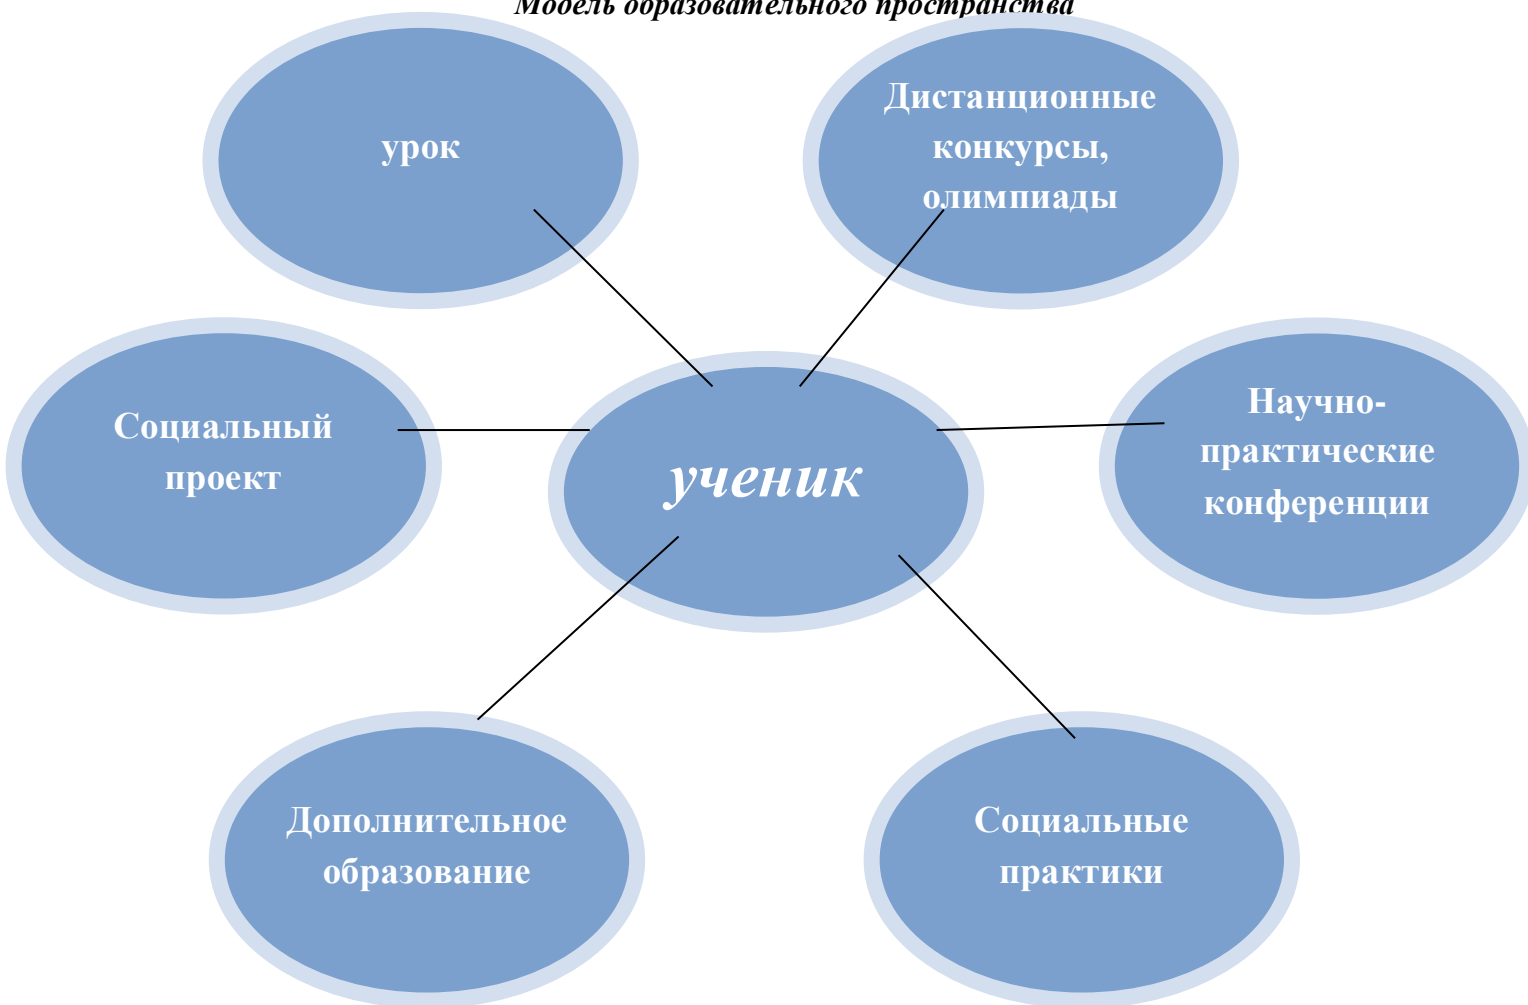 Модель образовательного пространства
урок
Дистанционные
конкурсы,
олимпиады
Социальный
проект
ученик
Научно-
практические
конференции
Дополнительное
образование
Социальные
практики